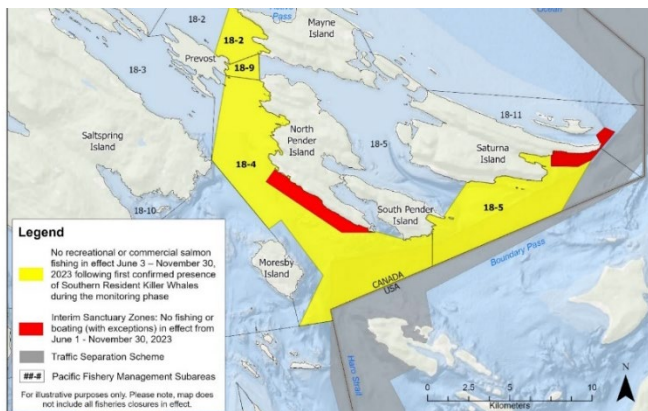 Ocean
Pass
18-2
18-2
Mayne
Island
Prevost
18-9
18-3
18-11
North
Pender
Island
Saltspring
Island
18-5
Saturna
Island
18-4
South Pender
Island
18-5
18-10
Moresby
Island
Boundary Pass
CANADA
USA
Haro Strait
Legend
No recreational or commercial salmon
fishing in effect June 3 – November 30,
2023 following first confirmed presence
of Southern Resident Killer Whales
during the monitoring phase
Interim Sanctuary Zones: No fishing or
boating (with exceptions) in effect from
June 1 - November 30, 2023
Traffic Separation Scheme
##-# Pacific Fishery Management Subareas
For illustrative purposes only. Please note, map does
not include all fisheries closures in effect.
N
0 2.5 5 10
Kilometers